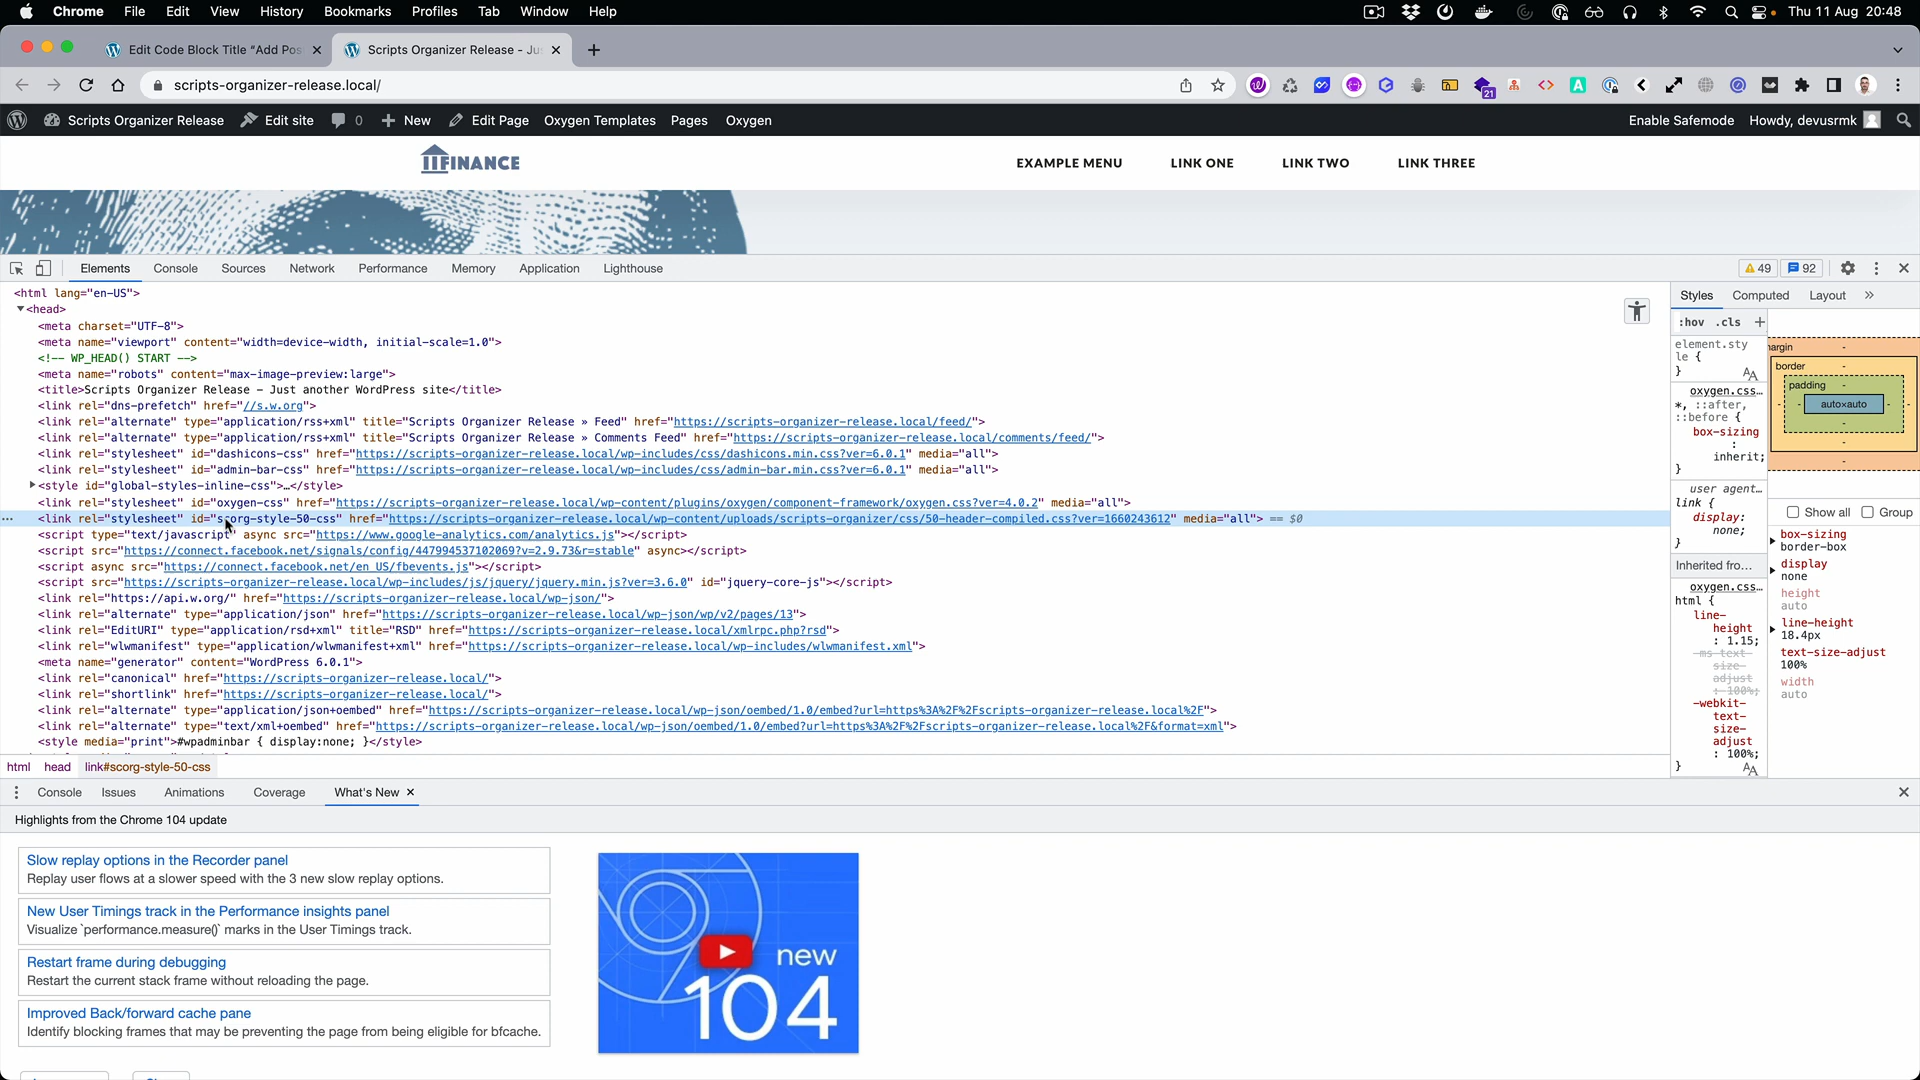 Chrome File Edit View History Bookmarks Profiles Tab Window Help Thu 11 Aug 20:48
Edit Code Block Title "Add Pos Scripts Organizer Release - Ju
scripts-organizer-release.local/ 21
Scripts Organizer Release Edit site 0 New Edit Page Oxygen Templates Pages Oxygen Enable Safemode Howdy, devusrmk
FINANCE EXAMPLE MENU LINK ONE LINK TWO LINK THREE
Elements Console Sources Network Performance Memory Application Lighthouse 49 92
<html lang="en-US">
<head>
<meta charset="UTF-8">
<meta name="viewport" content="width=device-width, initial-scale=1.0">
<!-- WP_HEAD() START -->
<meta name="robots" content="max-image-preview:large">
<title>Scripts Organizer Release – Just another WordPress site</title>
<link rel="dns-prefetch" href="//s.w.org">
<link rel="alternate" type="application/rss+xml" title="Scripts Organizer Release » Feed" href="https://scripts-organizer-release.local/feed/">
<link rel="alternate" type="application/rss+xml" title="Scripts Organizer Release » Comments Feed" href="https://scripts-organizer-release.local/comments/feed/">
<link rel="stylesheet" id="dashicons-css" href="https://scripts-organizer-release.local/wp-includes/css/dashicons.min.css?ver=6.0.1" media="all">
<link rel="stylesheet" id="admin-bar-css" href="https://scripts-organizer-release.local/wp-includes/css/admin-bar.min.css?ver=6.0.1" media="all">
<style id="global-styles-inline-css">…</style>
<link rel="stylesheet" id="oxygen-css" href="https://scripts-organizer-release.local/wp-content/plugins/oxygen/component-framework/oxygen.css?ver=4.0.2" media="all">
<link rel="stylesheet" id="scorg-style-50-css" href="https://scripts-organizer-release.local/wp-content/uploads/scripts-organizer/css/50-header-compiled.css?ver=1660243612" media="all"> == $0
<script type="text/javascript" async src="https://www.google-analytics.com/analytics.js"></script>
<script src="https://connect.facebook.net/signals/config/447994537102069?v=2.9.73&r=stable" async></script>
<script async src="https://connect.facebook.net/en_US/fbevents.js"></script>
<script src="https://scripts-organizer-release.local/wp-includes/js/jquery/jquery.min.js?ver=3.6.0" id="jquery-core-js"></script>
<link rel="https://api.w.org/" href="https://scripts-organizer-release.local/wp-json/">
<link rel="alternate" type="application/json" href="https://scripts-organizer-release.local/wp-json/wp/v2/pages/13">
<link rel="EditURI" type="application/rsd+xml" title="RSD" href="https://scripts-organizer-release.local/xmlrpc.php?rsd">
<link rel="wlwmanifest" type="application/wlwmanifest+xml" href="https://scripts-organizer-release.local/wp-includes/wlwmanifest.xml">
<meta name="generator" content="WordPress 6.0.1">
<link rel="canonical" href="https://scripts-organizer-release.local/">
<link rel="shortlink" href="https://scripts-organizer-release.local/">
<link rel="alternate" type="application/json+oembed" href="https://scripts-organizer-release.local/wp-json/oembed/1.0/embed?url=https%3A%2F%2Fscripts-organizer-release.local%2F">
<link rel="alternate" type="text/xml+oembed" href="https://scripts-organizer-release.local/wp-json/oembed/1.0/embed?url=https%3A%2F%2Fscripts-organizer-release.local%2F&format=xml">
<style media="print">#wpadminbar { display:none; }</style>
html head link#scorg-style-50-css
Styles Computed Layout »
:hov .cls +
element.sty
le {
}
oxygen.css…
*, ::after,
::before {
box-sizing
:
inherit;
}
user agent…
link {
display:
none;
}
Inherited fro…
oxygen.css…
html {
line-
height
: 1.15;
-ms-text-
size-
adjust
: 100%;
-webkit-
text-
size-
adjust
: 100%;
}
margin -
border -
padding -
- - auto×auto - -
-
-
-
Show all Group
box-sizing
border-box
display
none
height
auto
line-height
18.4px
text-size-adjust
100%
width
auto
Console Issues Animations Coverage What's New
Highlights from the Chrome 104 update
Slow replay options in the Recorder panel
Replay user flows at a slower speed with the 3 new slow replay options.
New User Timings track in the Performance insights panel
Visualize `performance.measure()` marks in the User Timings track.
Restart frame during debugging
Restart the current stack frame without reloading the page.
Improved Back/forward cache pane
Identify blocking frames that may be preventing the page from being eligible for bfcache.
new
104